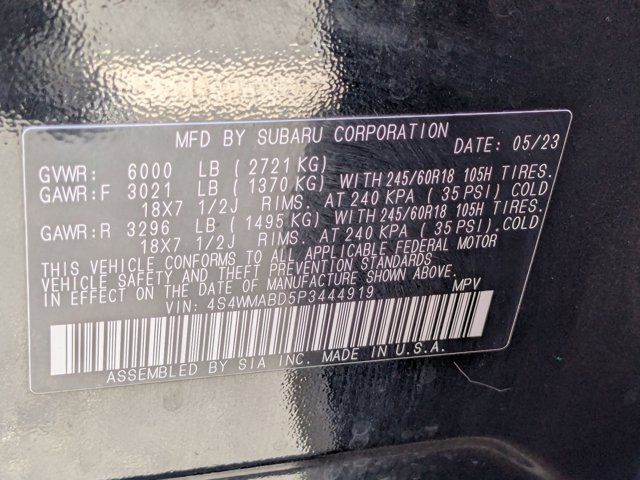 MFD BY SUBARU CORPORATION DATE: 05/23
GVWR: 6000 LB ( 2721 KG)
GAWR:F 3021 LB ( 1370 KG) WITH 245/60R18 105H TIRES.
18X7 1/2J RIMS. AT 240 KPA ( 35 PSI) COLD
GAWR:R 3296 LB ( 1495 KG) WITH 245/60R18 105H TIRES.
18X7 1/2J RIMS. AT 240 KPA ( 35 PSI).COLD
THIS VEHICLE CONFORMS TO ALL APPLICABLE FEDERAL MOTOR
VEHICLE SAFETY AND THEFT PREVENTION STANDARDS
IN EFFECT ON THE DATE OF MANUFACTURE SHOWN ABOVE.
VIN: 4S4WMABD5P3444919 MPV
ASSEMBLED BY SIA INC. MADE IN U.S.A.